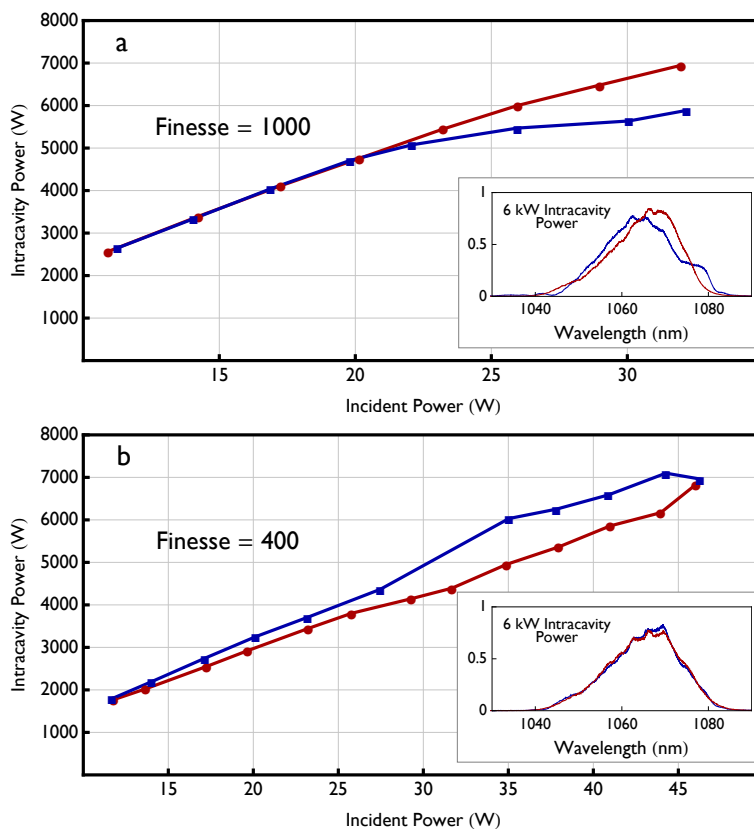 a
8000
7000
6000
5000
4000
3000
2000
1000
Intracavity Power (W)
Finesse = 1000
15
20
25
30
Incident Power (W)
6 kW Intracavity
Power
1
0.5
0
1040
1060
1080
Wavelength (nm)
b
8000
7000
6000
5000
4000
3000
2000
1000
Intracavity Power (W)
Finesse = 400
15
20
25
30
35
40
45
Incident Power (W)
6 kW Intracavity
Power
1
0.5
0
1040
1060
1080
Wavelength (nm)